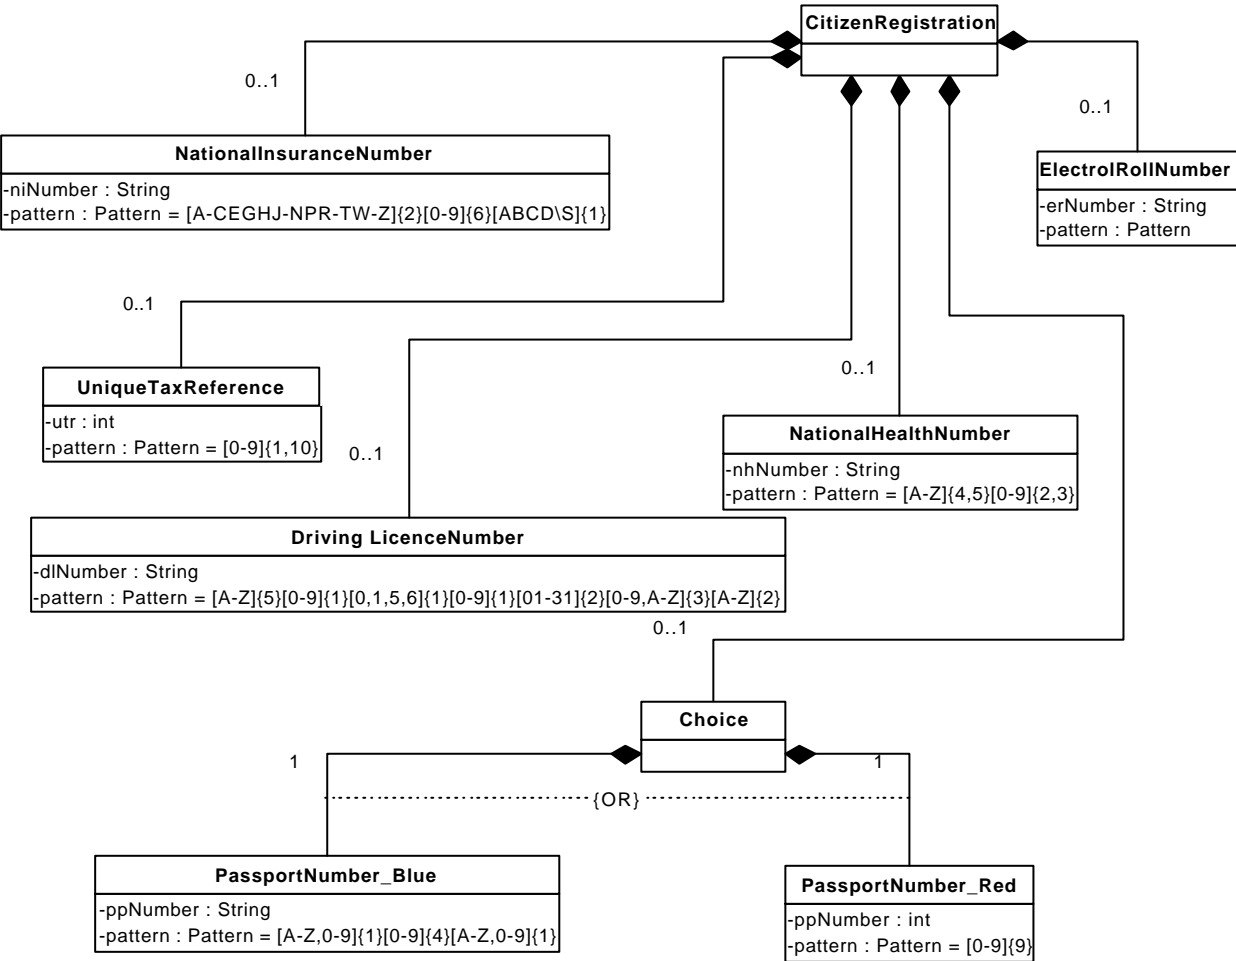 CitizenRegistration
0..1
0..1
NationalInsuranceNumber
-niNumber : String
-pattern : Pattern = [A-CEGHJ-NPR-TW-Z]{2}[0-9]{6}[ABCD\S]{1}
ElectrolRollNumber
-erNumber : String
-pattern : Pattern
0..1
UniqueTaxReference
-utr : int
-pattern : Pattern = [0-9]{1,10}
0..1
NationalHealthNumber
-nhNumber : String
-pattern : Pattern = [A-Z]{4,5}[0-9]{2,3}
0..1
Driving LicenceNumber
-dlNumber : String
-pattern : Pattern = [A-Z]{5}[0-9]{1}[0,1,5,6]{1}[0-9]{1}[01-31]{2}[0-9,A-Z]{3}[A-Z]{2}
0..1
Choice
1
1
{OR}
PassportNumber_Blue
-ppNumber : String
-pattern : Pattern = [A-Z,0-9]{1}[0-9]{4}[A-Z,0-9]{1}
PassportNumber_Red
-ppNumber : int
-pattern : Pattern = [0-9]{9}